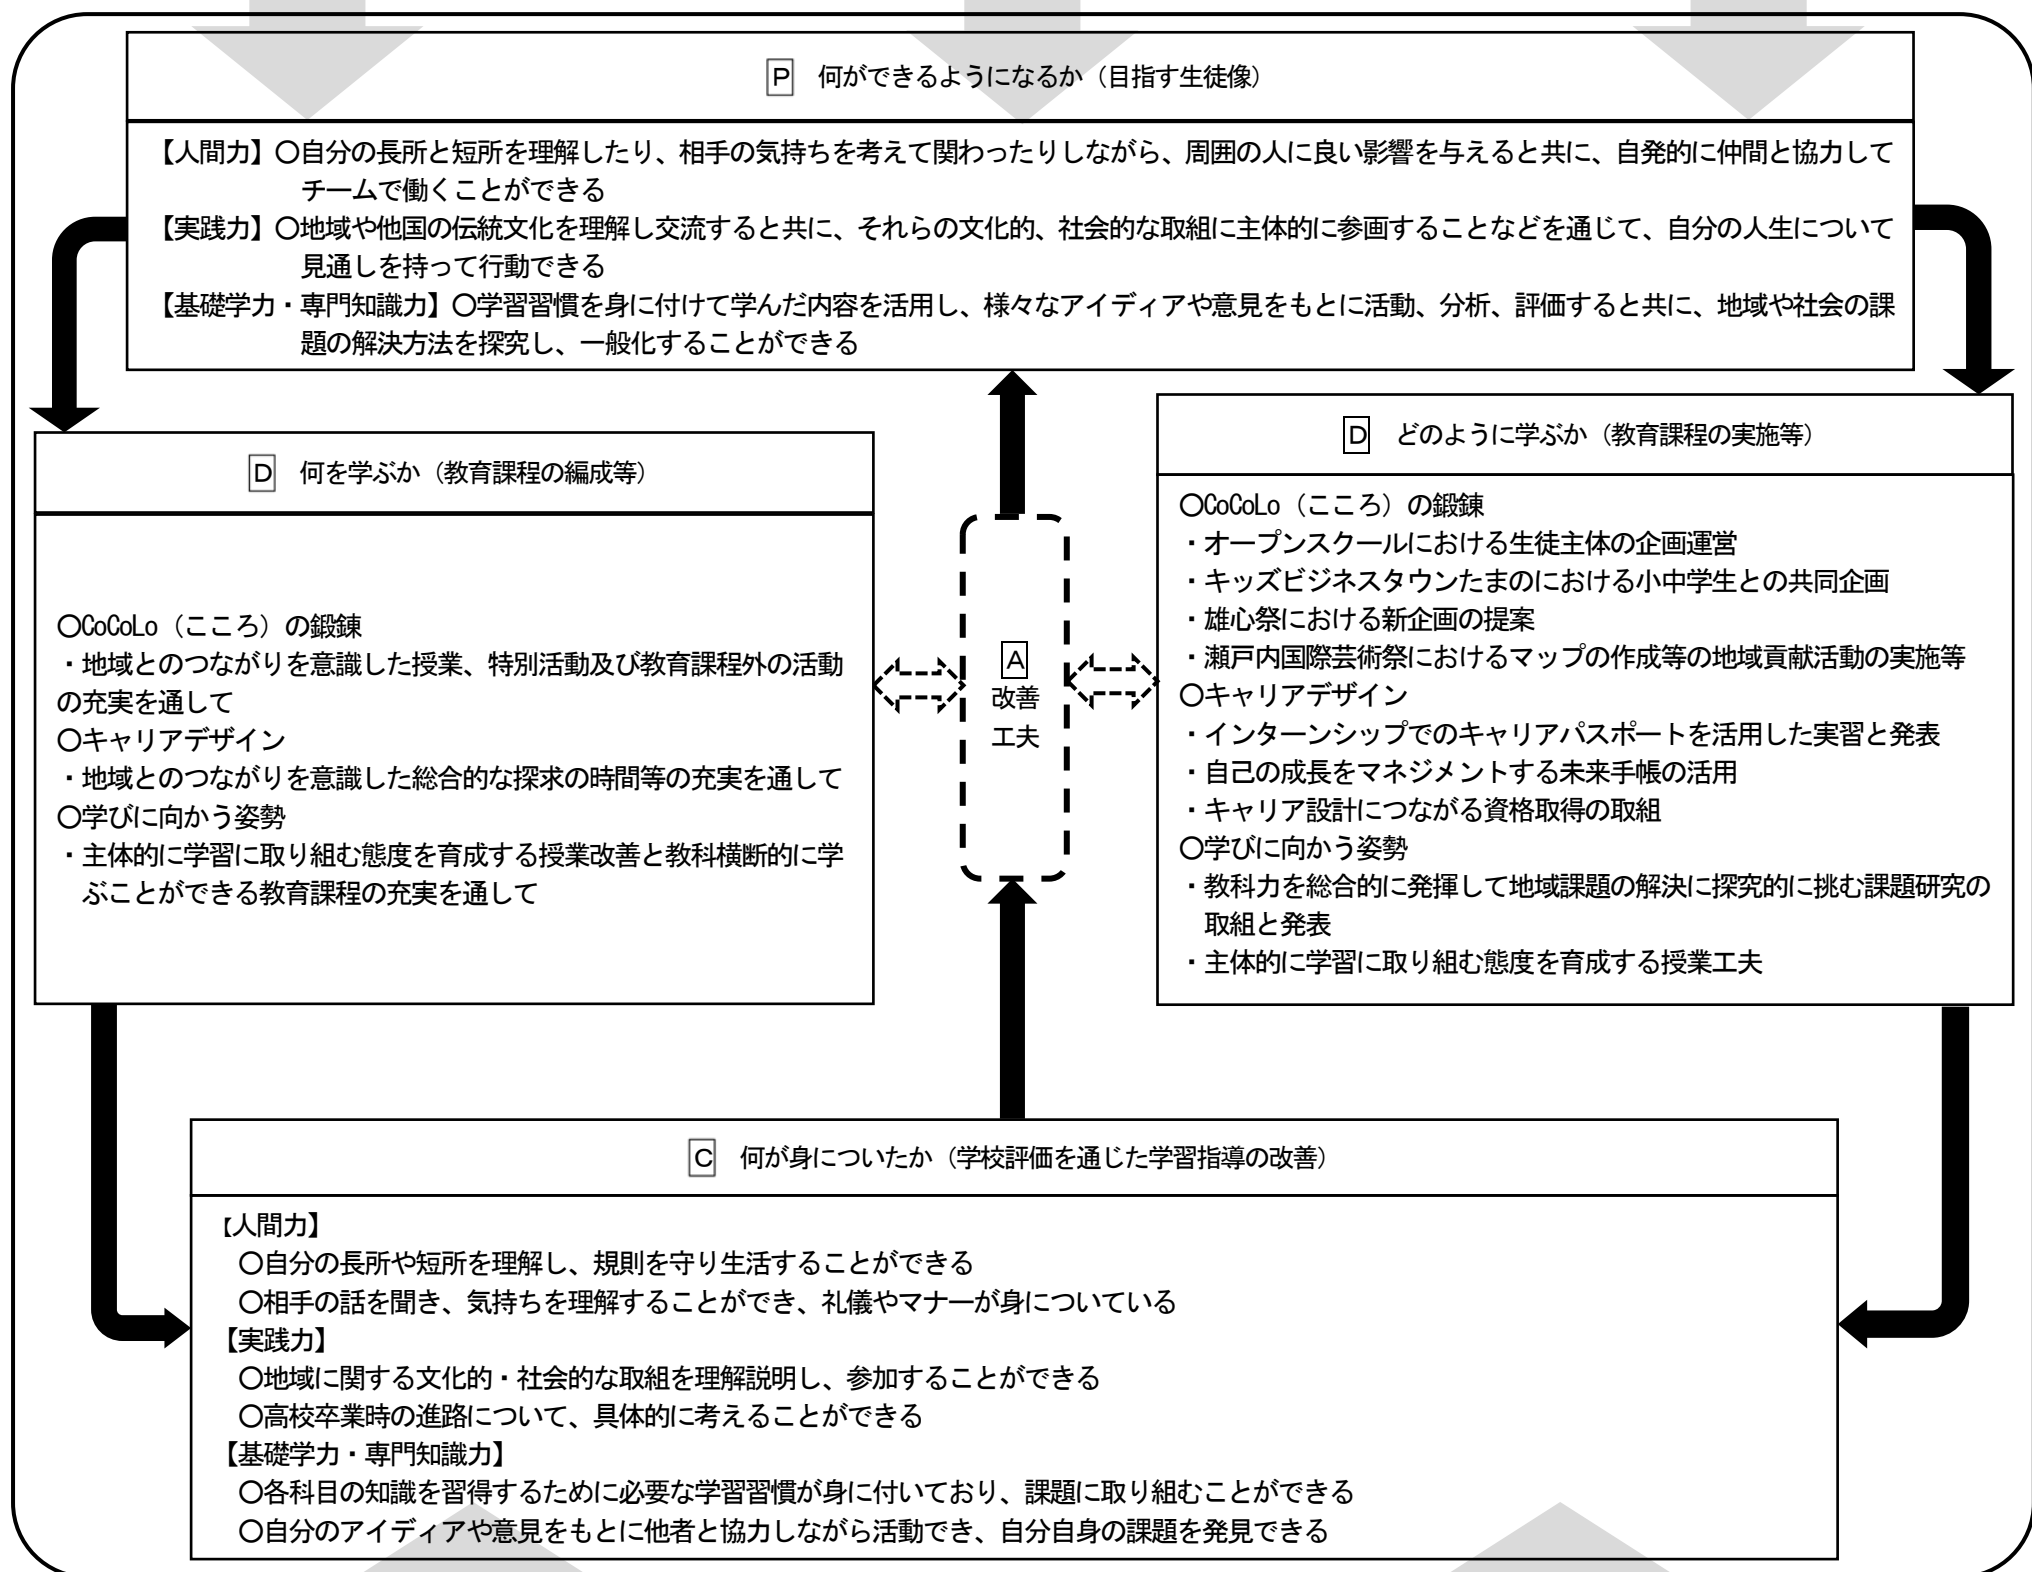 P 何ができるようになるか（目指す生徒像）
【人間力】〇自分の長所と短所を理解したり、相手の気持ちを考えて関わったりしながら、周囲の人に良い影響を与えると共に、自発的に仲間と協力して
チームで働くことができる
【実践力】〇地域や他国の伝統文化を理解し交流すると共に、それらの文化的、社会的な取組に主体的に参画することなどを通じて、自分の人生について
見通しを持って行動できる
【基礎学力・専門知識力】〇学習習慣を身に付けて学んだ内容を活用し、様々なアイディアや意見をもとに活動、分析、評価すると共に、地域や社会の課
題の解決方法を探究し、一般化することができる
D 何を学ぶか（教育課程の編成等）
〇CoCoLo（こころ）の鍛錬
・地域とのつながりを意識した授業、特別活動及び教育課程外の活動
の充実を通して
〇キャリアデザイン
・地域とのつながりを意識した総合的な探求の時間等の充実を通して
〇学びに向かう姿勢
・主体的に学習に取り組む態度を育成する授業改善と教科横断的に学
ぶことができる教育課程の充実を通して
A
改善
工夫
D どのように学ぶか（教育課程の実施等）
〇CoCoLo（こころ）の鍛錬
・オープンスクールにおける生徒主体の企画運営
・キッズビジネスタウンたまのにおける小中学生との共同企画
・雄心祭における新企画の提案
・瀬戸内国際芸術祭におけるマップの作成等の地域貢献活動の実施等
〇キャリアデザイン
・インターンシップでのキャリアパスポートを活用した実習と発表
・自己の成長をマネジメントする未来手帳の活用
・キャリア設計につながる資格取得の取組
〇学びに向かう姿勢
・教科力を総合的に発揮して地域課題の解決に探究的に挑む課題研究の
取組と発表
・主体的に学習に取り組む態度を育成する授業工夫
C 何が身についたか（学校評価を通じた学習指導の改善）
【人間力】
〇自分の長所や短所を理解し、規則を守り生活することができる
〇相手の話を聞き、気持ちを理解することができ、礼儀やマナーが身についている
【実践力】
〇地域に関する文化的・社会的な取組を理解説明し、参加することができる
〇高校卒業時の進路について、具体的に考えることができる
【基礎学力・専門知識力】
〇各科目の知識を習得するために必要な学習習慣が身に付いており、課題に取り組むことができる
〇自分のアイディアや意見をもとに他者と協力しながら活動でき、自分自身の課題を発見できる